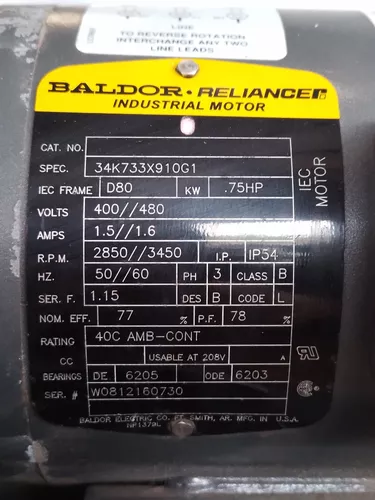 LINE
TO REVERSE ROTATION
INTERCHANGE ANY TWO
LINE LEADS
BALDOR • RELIANCE
INDUSTRIAL MOTOR
CAT. NO.
SPEC. 34K733X910G1
IEC FRAME D80 KW .75HP
VOLTS 400//480
AMPS 1.5//1.6
R.P.M. 2850//3450 I.P. IP54
HZ. 50//60 PH 3 CLASS B
SER. F. 1.15 DES B CODE L
NOM. EFF. 77 % P.F. 78 %
RATING 40C AMB-CONT
CC USABLE AT 208V A
BEARINGS DE 6205 ODE 6203
SER. # W0812160730
IEC MOTOR
BALDOR ELECTRIC CO. FT. SMITH, AR. MFG. IN U.S.A.